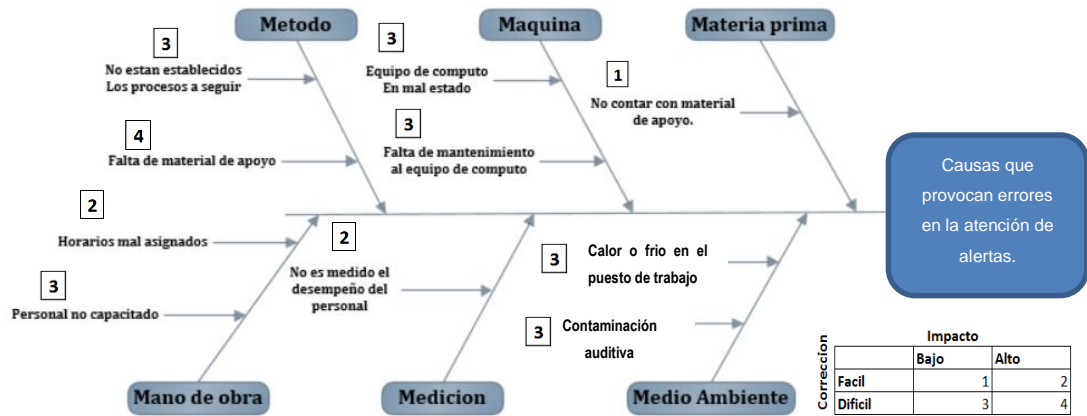 Metodo
Maquina
Materia prima
3
No estan establecidos
Los procesos a seguir
4
Falta de material de apoyo
3
Equipo de computo
En mal estado
3
Falta de mantenimiento
al equipo de computo
1
No contar con material
de apoyo.
Causas que
provocan errores
en la atención de
alertas.
2
Horarios mal asignados
3
Personal no capacitado
2
No es medido el
desempeño del
personal
3
Calor o frio en el
puesto de trabajo
3
Contaminación
auditiva
Mano de obra
Medicion
Medio Ambiente
Impacto
Correccion
Bajo Alto
Facil 1 2
Dificil 3 4